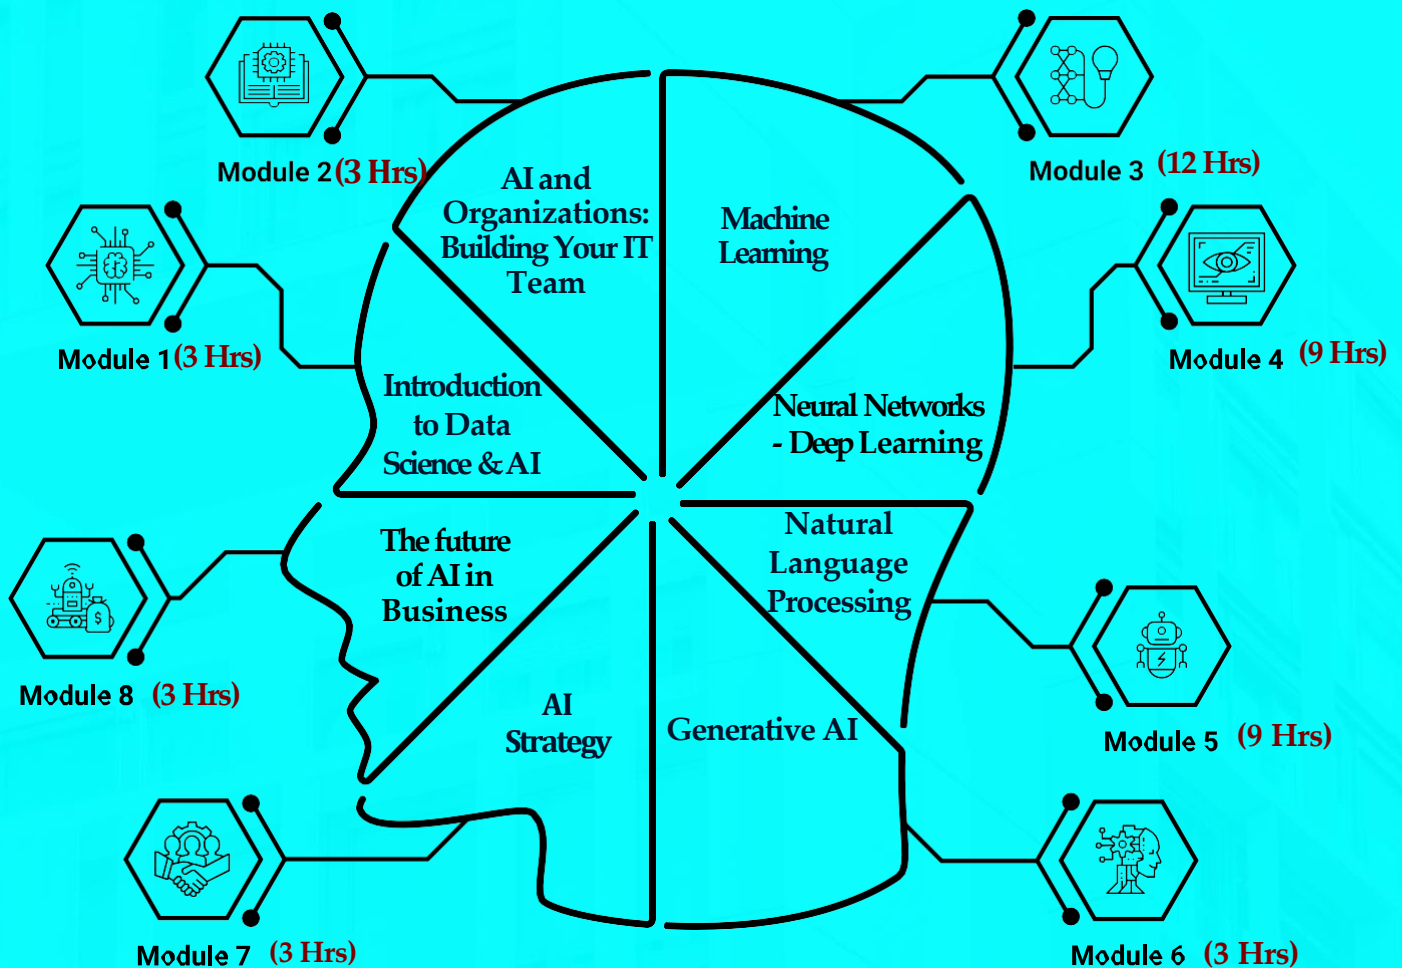 Module 1 (3 Hrs)
Introduction
to Data
Science & AI
Module 2 (3 Hrs)
AI and
Organizations:
Building Your IT
Team
Module 3 (12 Hrs)
Machine
Learning
Module 4 (9 Hrs)
Neural Networks
- Deep Learning
Module 5 (9 Hrs)
Natural
Language
Processing
Module 6 (3 Hrs)
Generative AI
Module 7 (3 Hrs)
AI
Strategy
Module 8 (3 Hrs)
The future
of AI in
Business
$